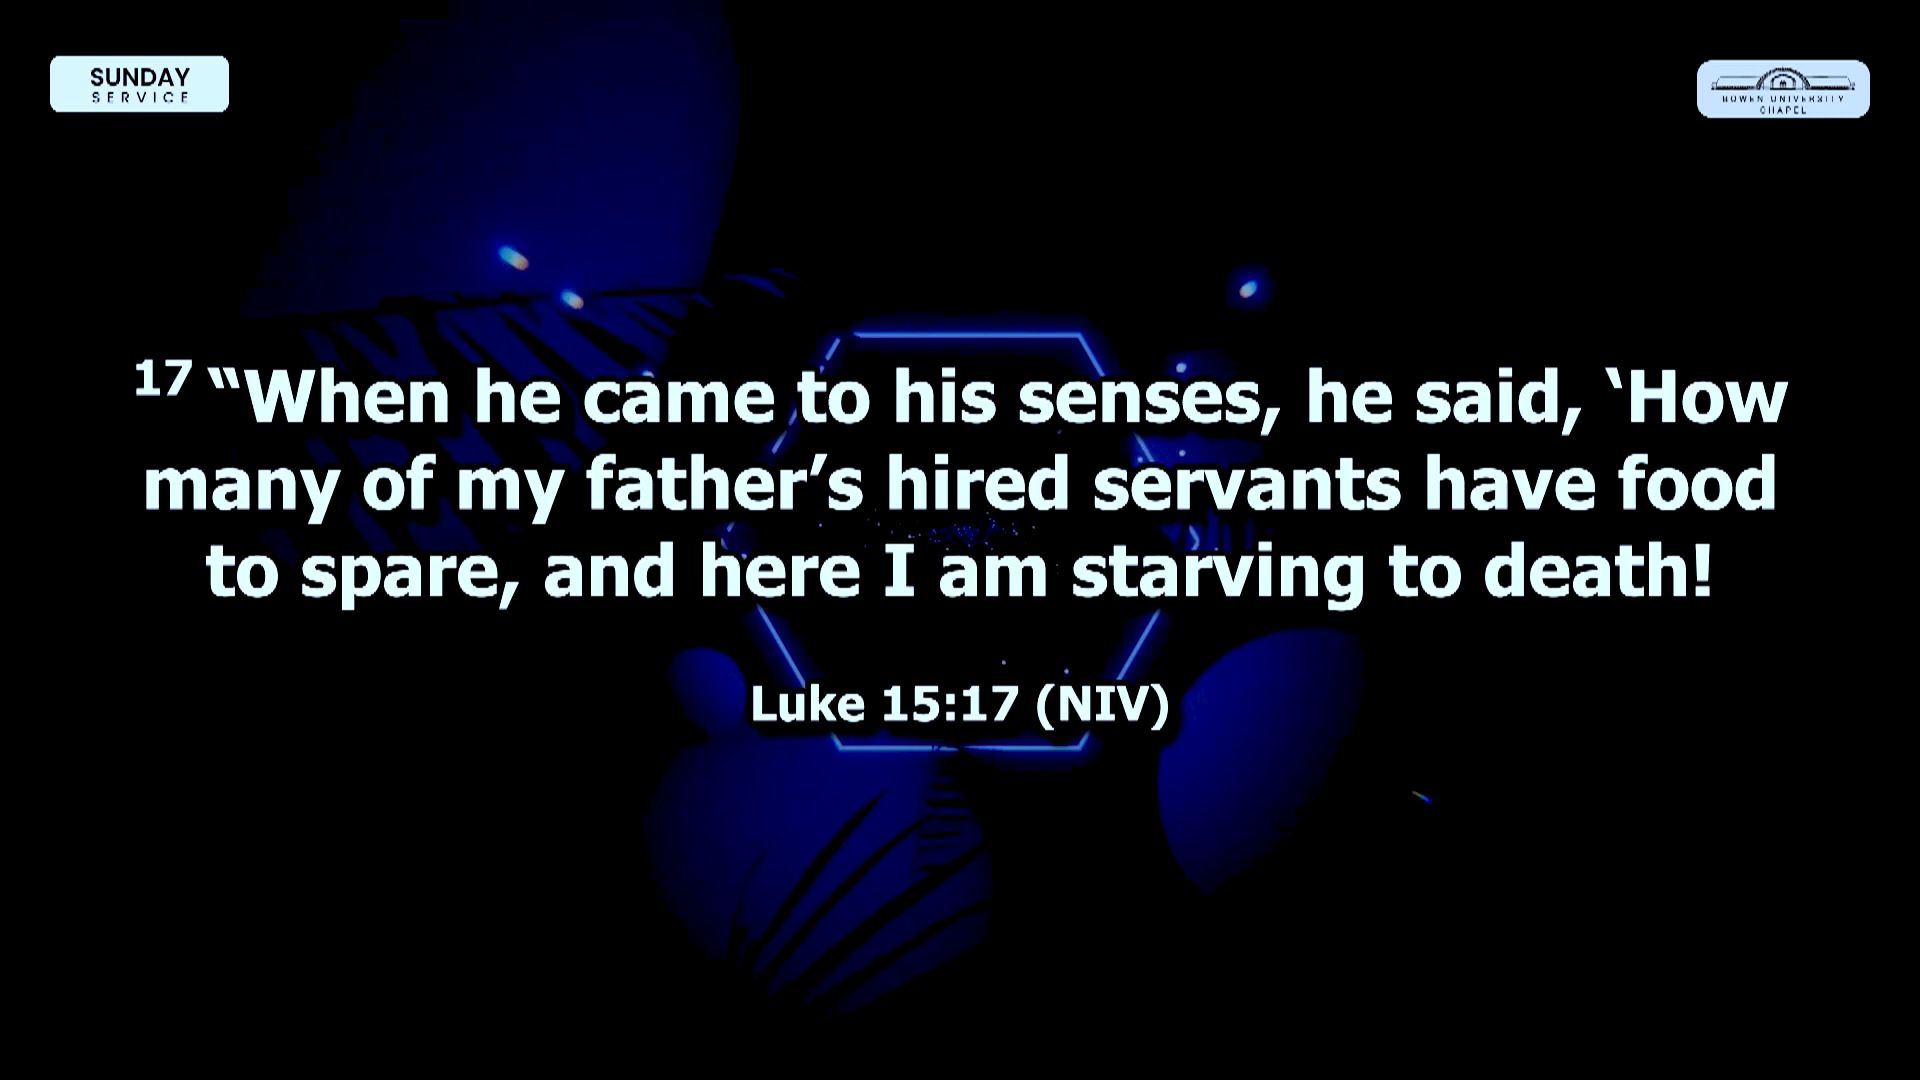 SUNDAY
SERVICE
BOWEN UNIVERSITY
CHAPEL
17 “When he came to his senses, he said, ‘How
many of my father’s hired servants have food
to spare, and here I am starving to death!
Luke 15:17 (NIV)